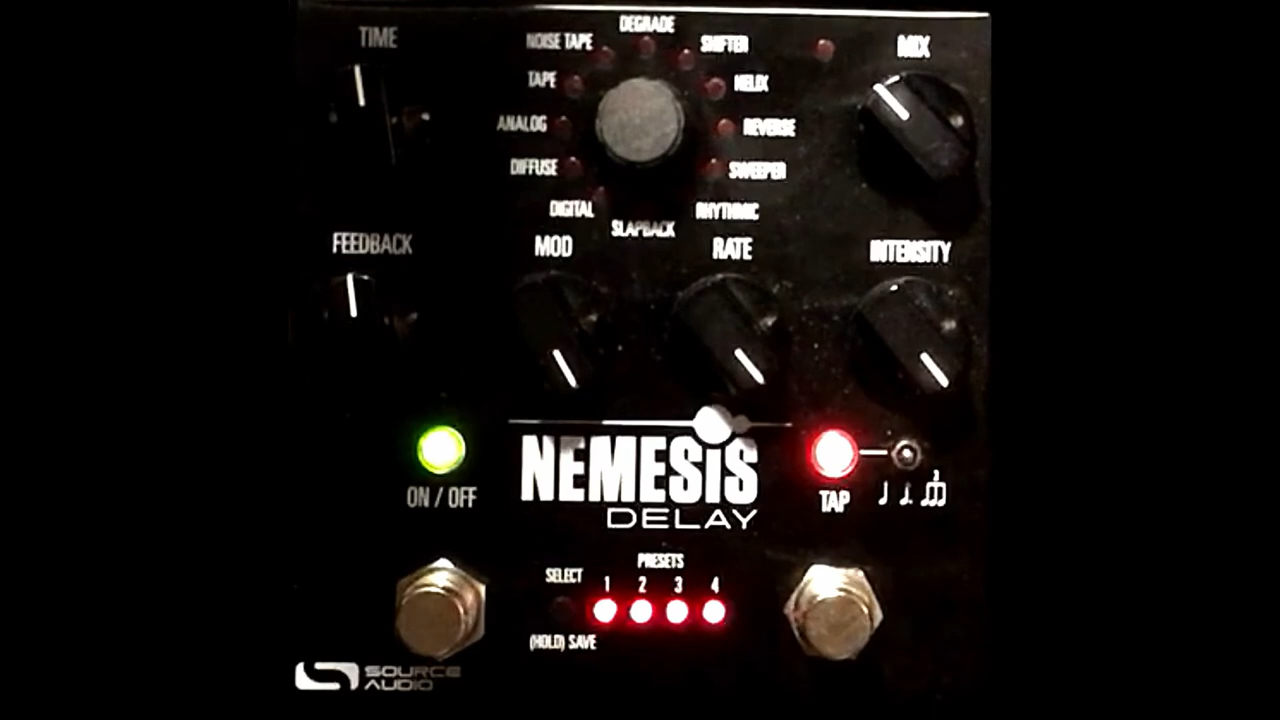 DEGRADE
TIME
NOISE TAPE
SHIFTER
MIX
TAPE
HELIX
ANALOG
REVERSE
DIFFUSE
SWEEPER
DIGITAL
RHYTHMIC
SLAPBACK
FEEDBACK
MOD
RATE
INTENSITY
NEMESiS
DELAY
ON / OFF
TAP
3
PRESETS
SELECT
1 2 3 4
(HOLD) SAVE
SOURCE
AUDIO